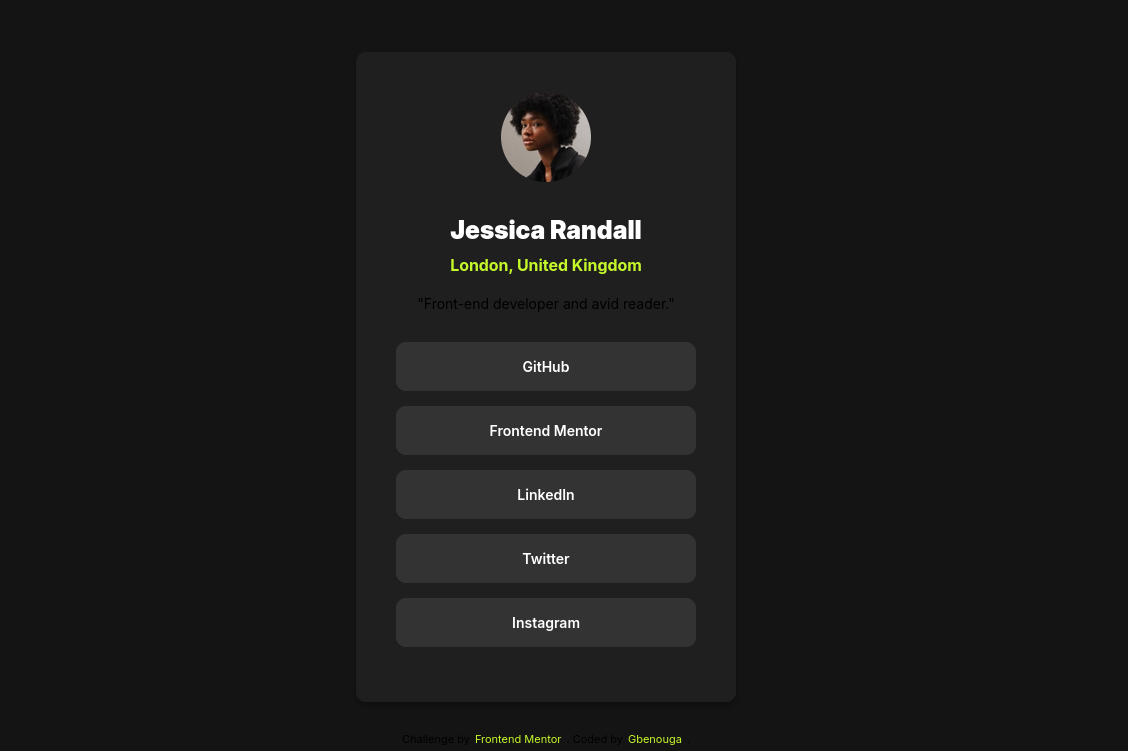 Jessica Randall
London, United Kingdom
"Front-end developer and avid reader."
GitHub
Frontend Mentor
LinkedIn
Twitter
Instagram
Challenge by Frontend Mentor . Coded by Gbenouga .